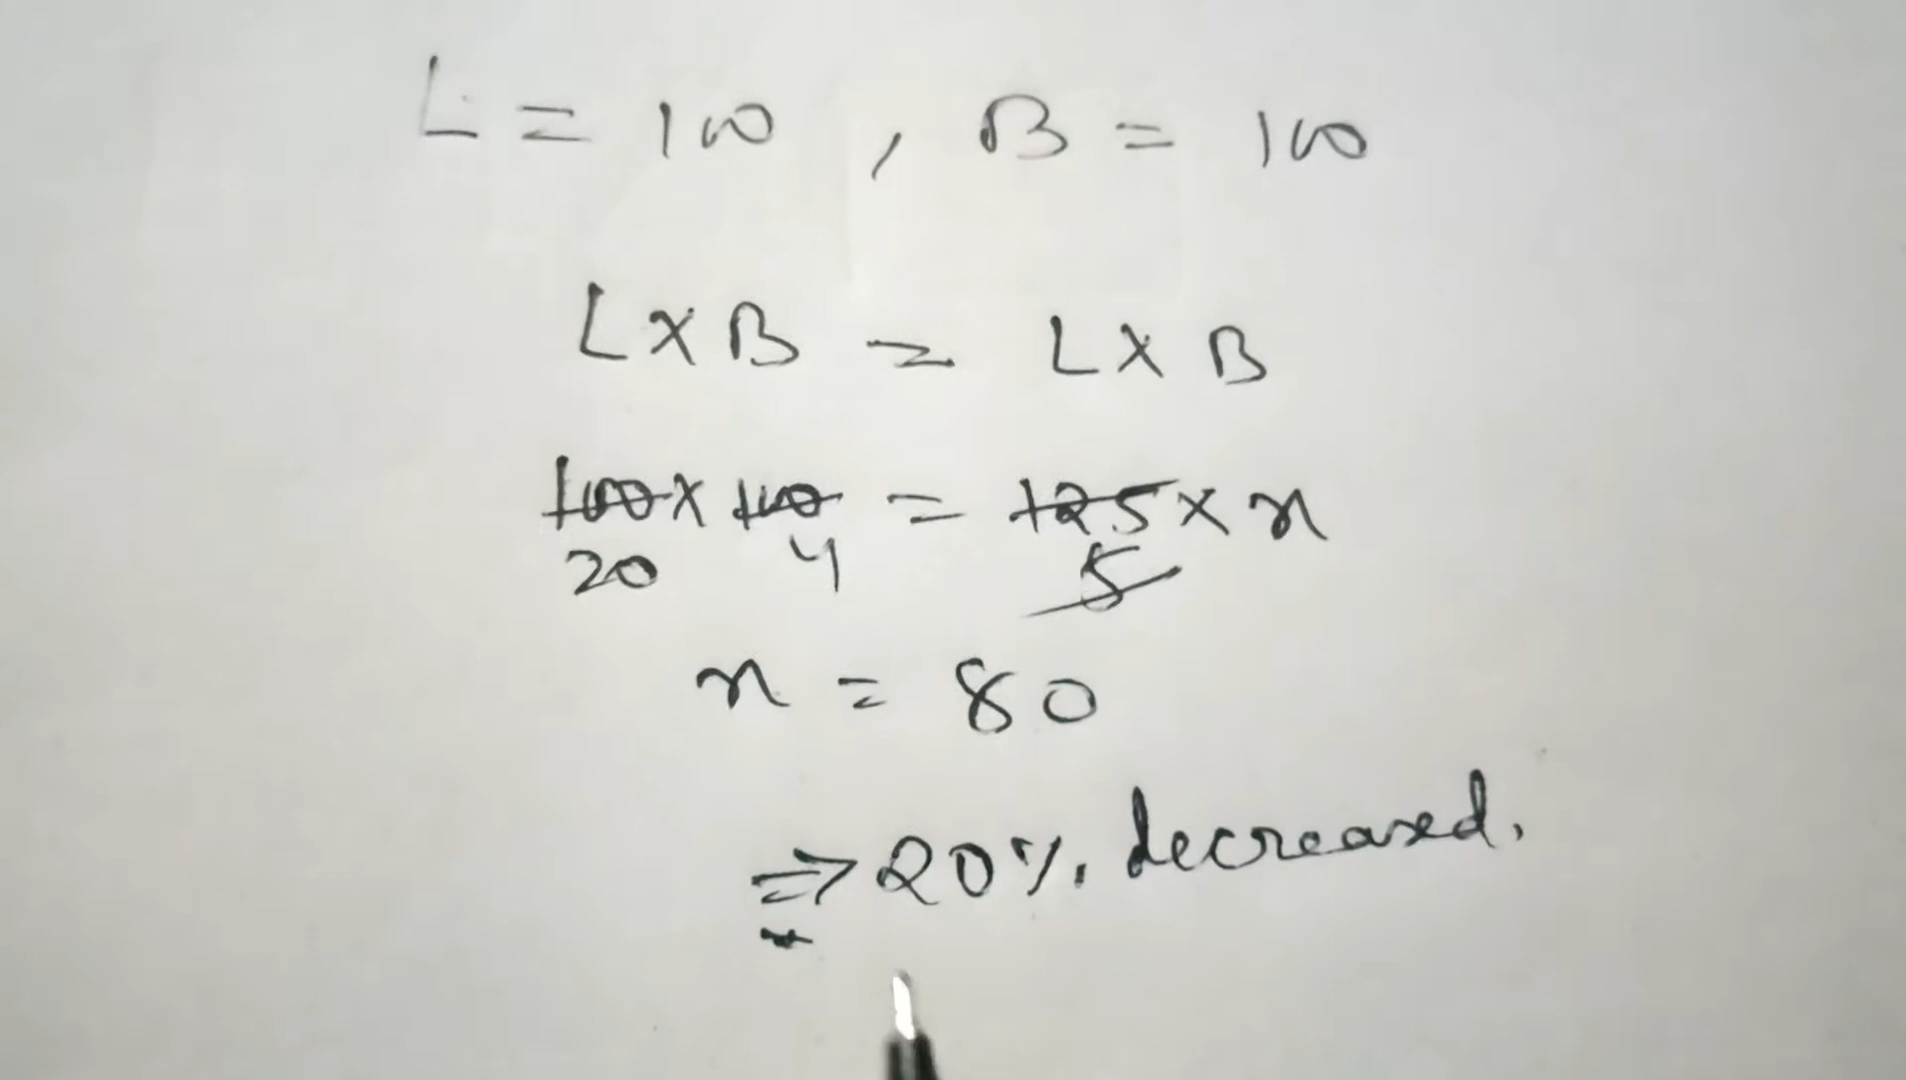 L = 100 , B = 100
L x B = L x B
100 x 100 = 125 x x
20 4 5
x = 80
⇒ 20% decreased.